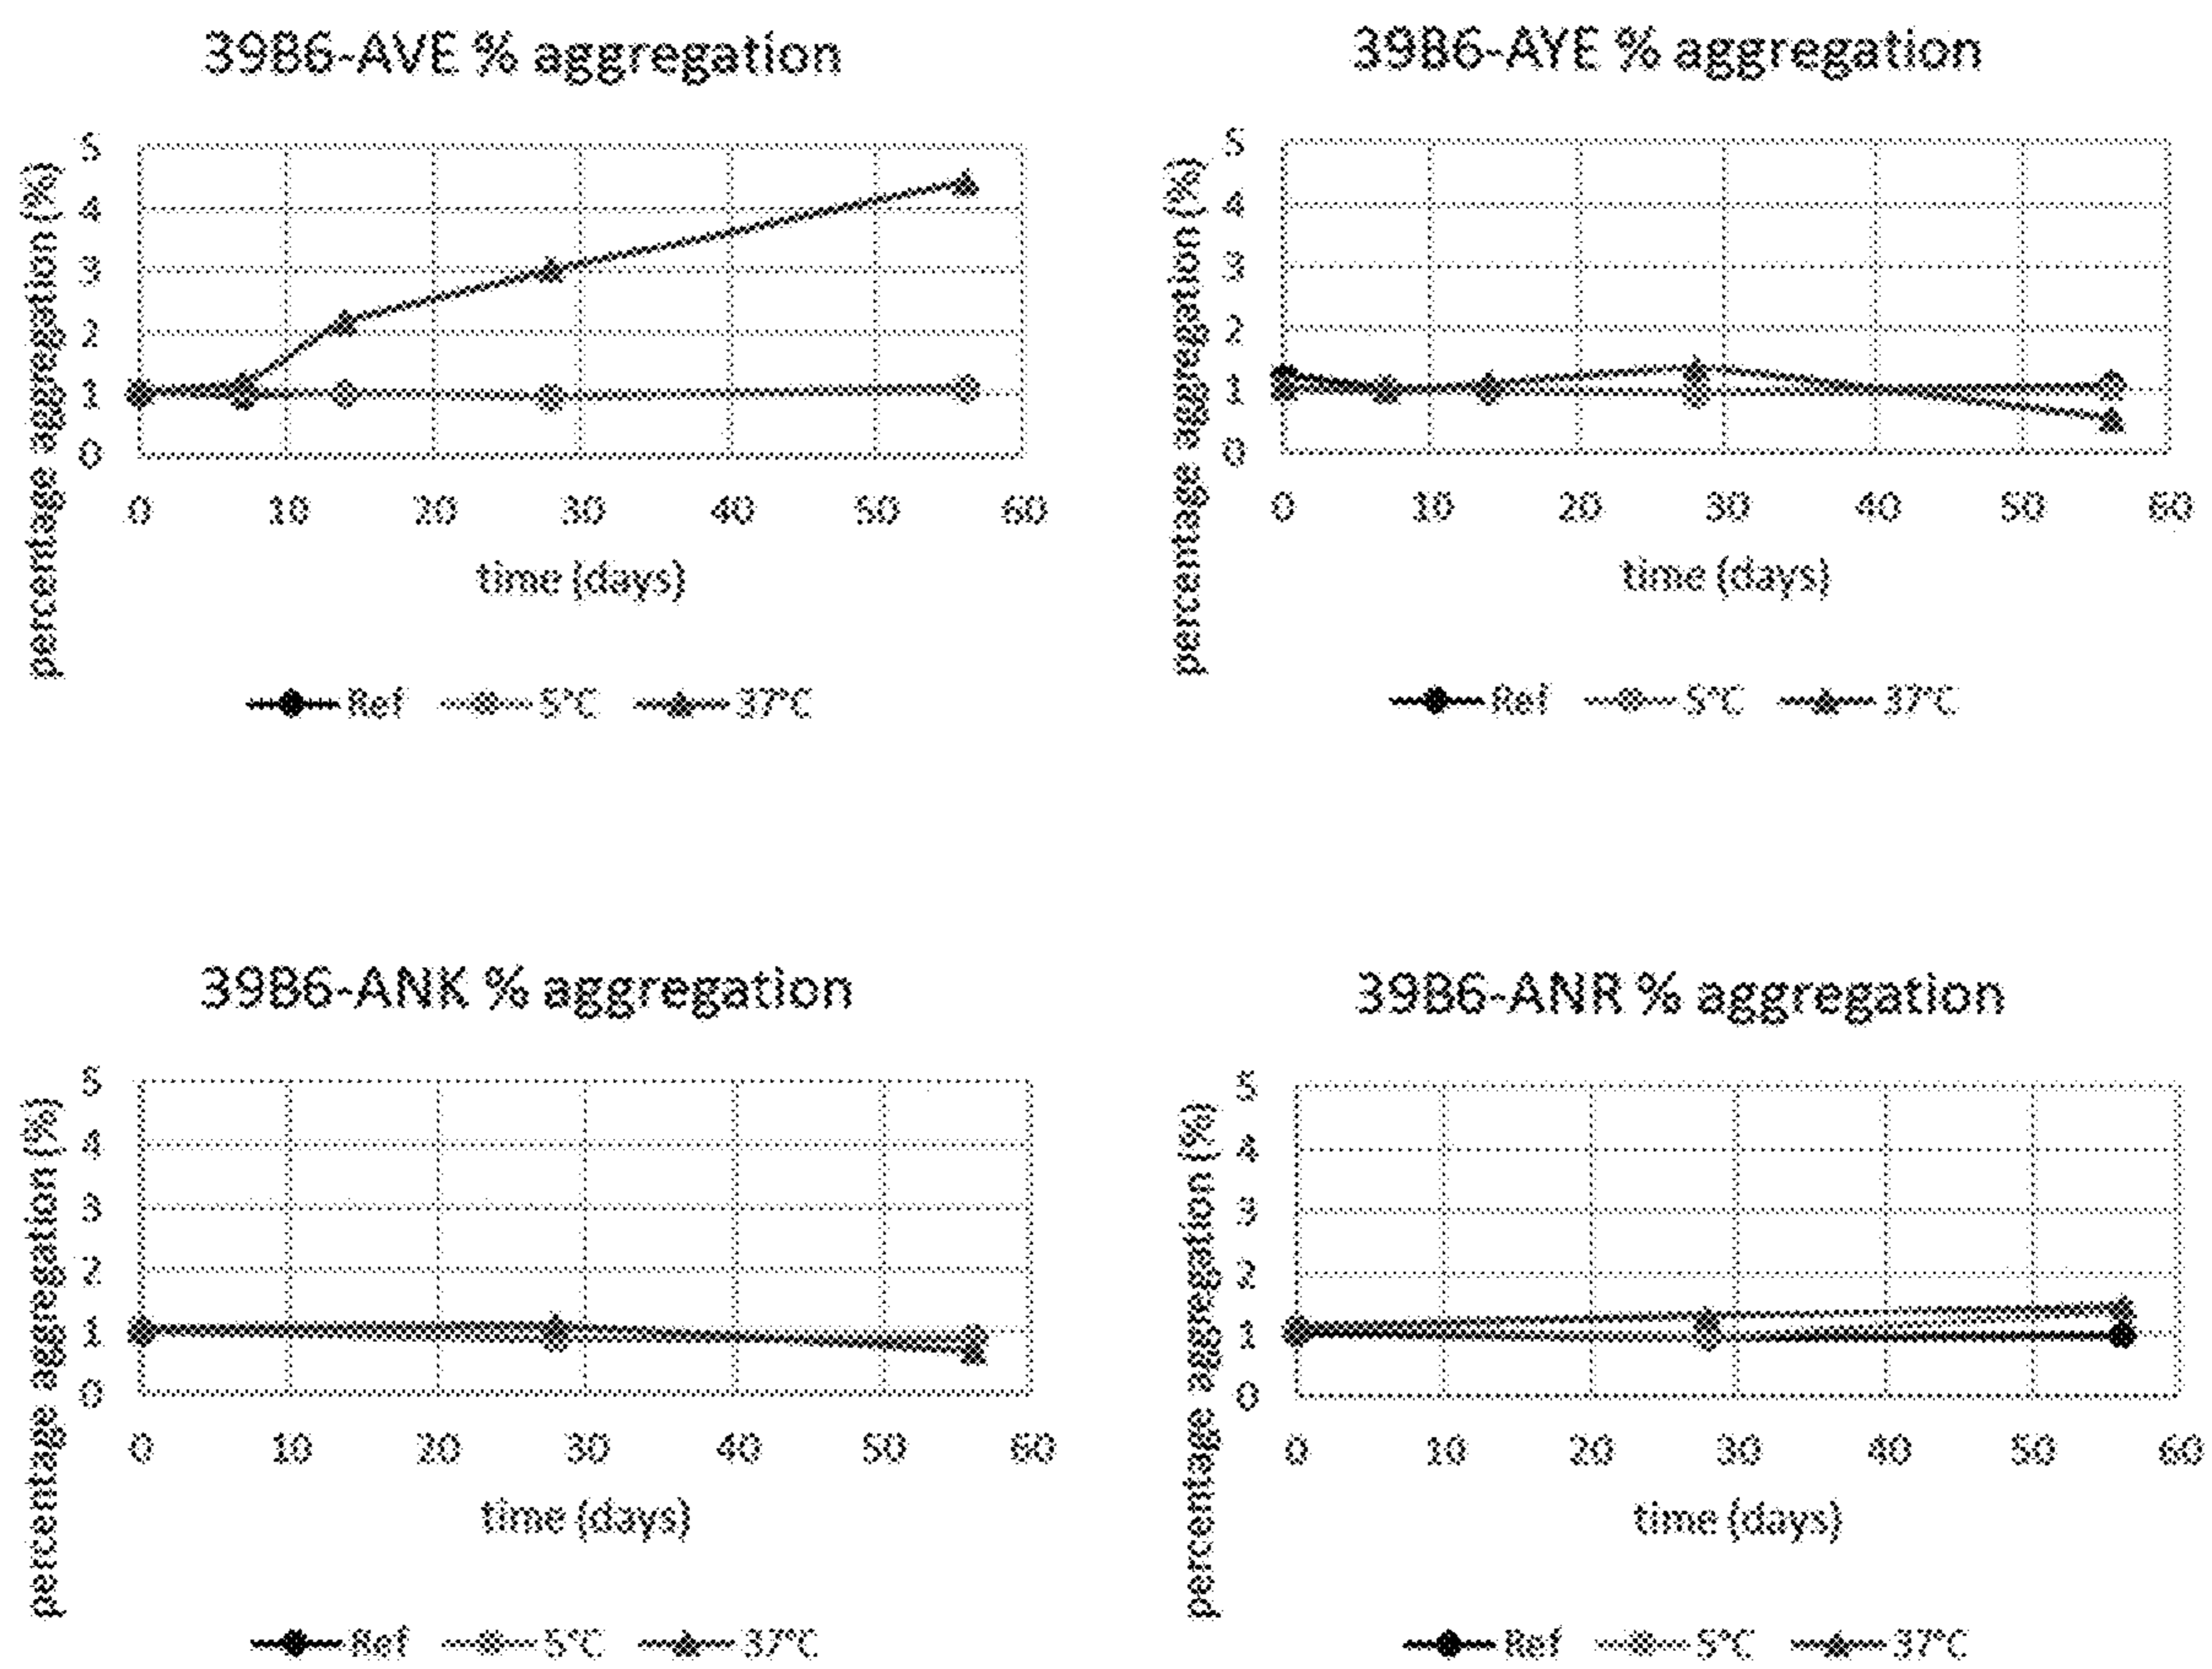 39B6-AVE % aggregation
percentage aggregation (%)
5
4
3
2
1
0
0 10 20 30 40 50 60
time (days)
Ref 5°C 37°C
39B6-AYE % aggregation
percentage aggregation (%)
5
4
3
2
1
0
0 10 20 30 40 50 60
time (days)
Ref 5°C 37°C
39B6-ANK % aggregation
percentage aggregation (%)
5
4
3
2
1
0
0 10 20 30 40 50 60
time (days)
Ref 5°C 37°C
39B6-ANR % aggregation
percentage aggregation (%)
5
4
3
2
1
0
0 10 20 30 40 50 60
time (days)
Ref 5°C 37°C